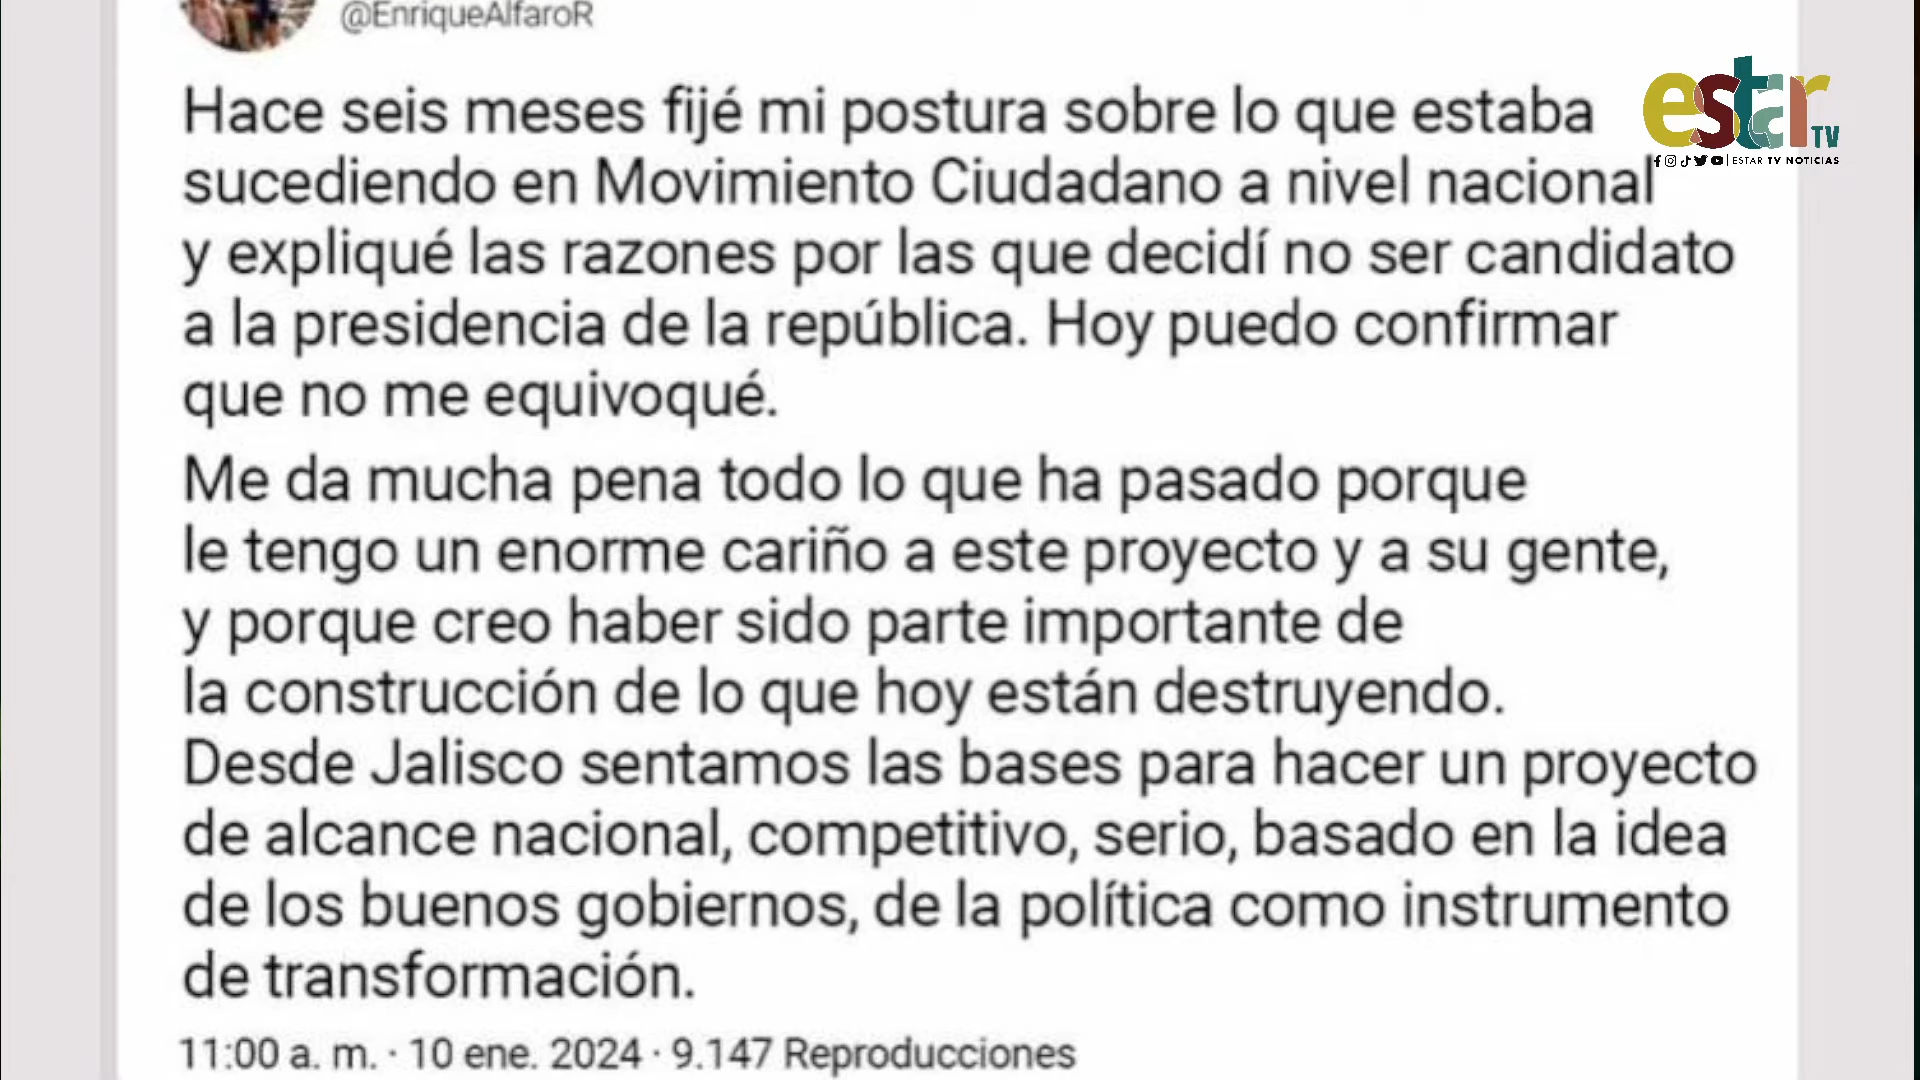 @EnriqueAlfaroR
Hace seis meses fijé mi postura sobre lo que estaba
sucediendo en Movimiento Ciudadano a nivel nacional
y expliqué las razones por las que decidí no ser candidato
a la presidencia de la república. Hoy puedo confirmar
que no me equivoqué.
Me da mucha pena todo lo que ha pasado porque
le tengo un enorme cariño a este proyecto y a su gente,
y porque creo haber sido parte importante de
la construcción de lo que hoy están destruyendo.
Desde Jalisco sentamos las bases para hacer un proyecto
de alcance nacional, competitivo, serio, basado en la idea
de los buenos gobiernos, de la política como instrumento
de transformación.
11:00 a. m. · 10 ene. 2024 · 9.147 Reproducciones
estar TV
ESTAR TV NOTICIAS